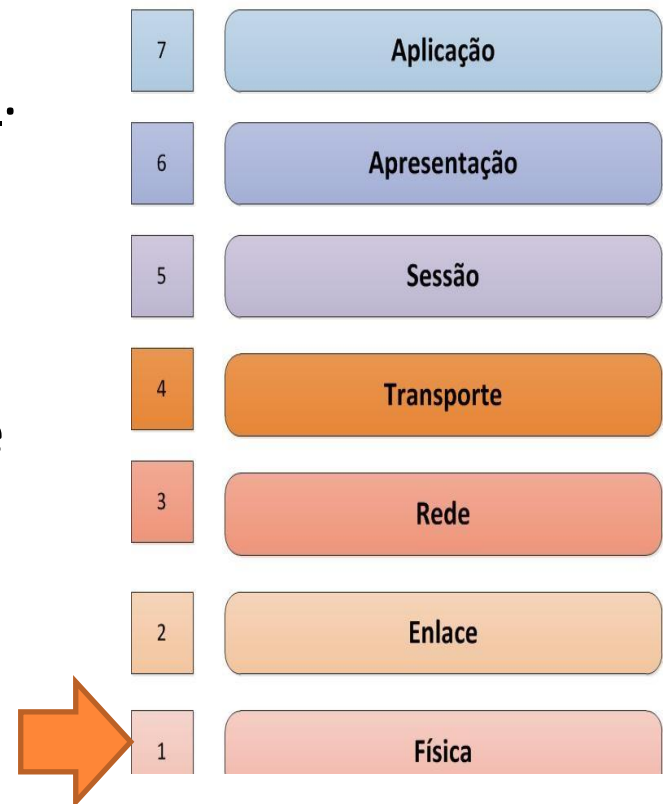 7 Aplicação
6 Apresentação
5 Sessão
4 Transporte
3 Rede
2 Enlace
1 Física